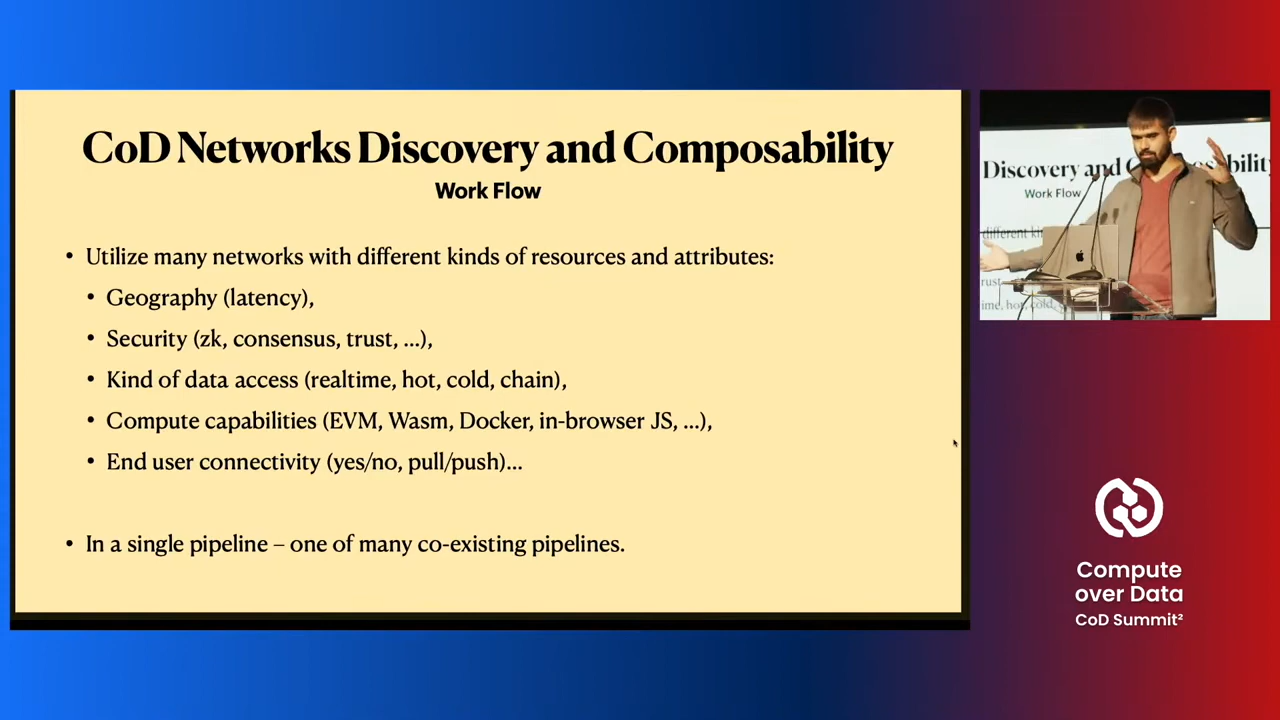 CoD Networks Discovery and Composability
Work Flow
• Utilize many networks with different kinds of resources and attributes:
• Geography (latency),
• Security (zk, consensus, trust, ...),
• Kind of data access (realtime, hot, cold, chain),
• Compute capabilities (EVM, Wasm, Docker, in-browser JS, ...),
• End user connectivity (yes/no, pull/push)...
• In a single pipeline – one of many co-existing pipelines.
Discovery and
Work Flow
different
cold,
Compute
over Data
CoD Summit²